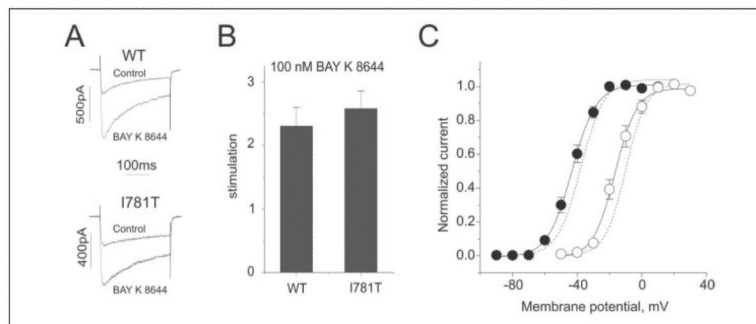 A
WT
Control
500pA
BAY K 8644
100ms
I781T
Control
400pA
BAY K 8644
B
100 nM BAY K 8644
3
2
1
0
stimulation
WT
I781T
C
1.0
0.8
0.6
0.4
0.2
0.0
Normalized current
-80
-40
0
40
Membrane potential, mV